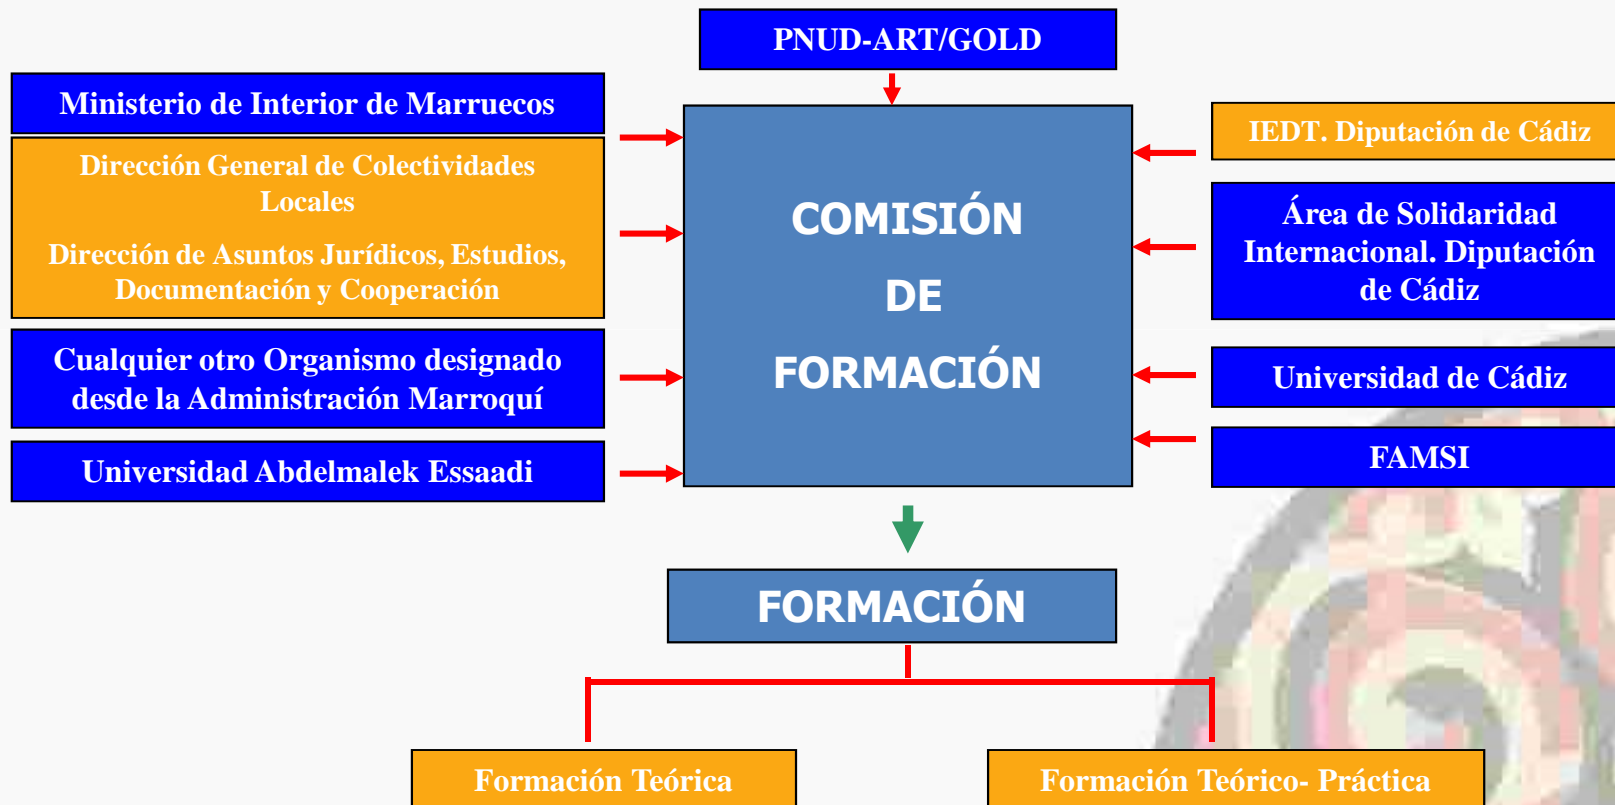 PNUD-ART/GOLD
Ministerio de Interior de Marruecos
Dirección General de Colectividades
Locales
Dirección de Asuntos Jurídicos, Estudios,
Documentación y Cooperación
Cualquier otro Organismo designado
desde la Administración Marroquí
Universidad Abdelmalek Essaadi
COMISIÓN
DE
FORMACIÓN
IEDT. Diputación de Cádiz
Área de Solidaridad
Internacional. Diputación
de Cádiz
Universidad de Cádiz
FAMSI
FORMACIÓN
Formación Teórica
Formación Teórico- Práctica